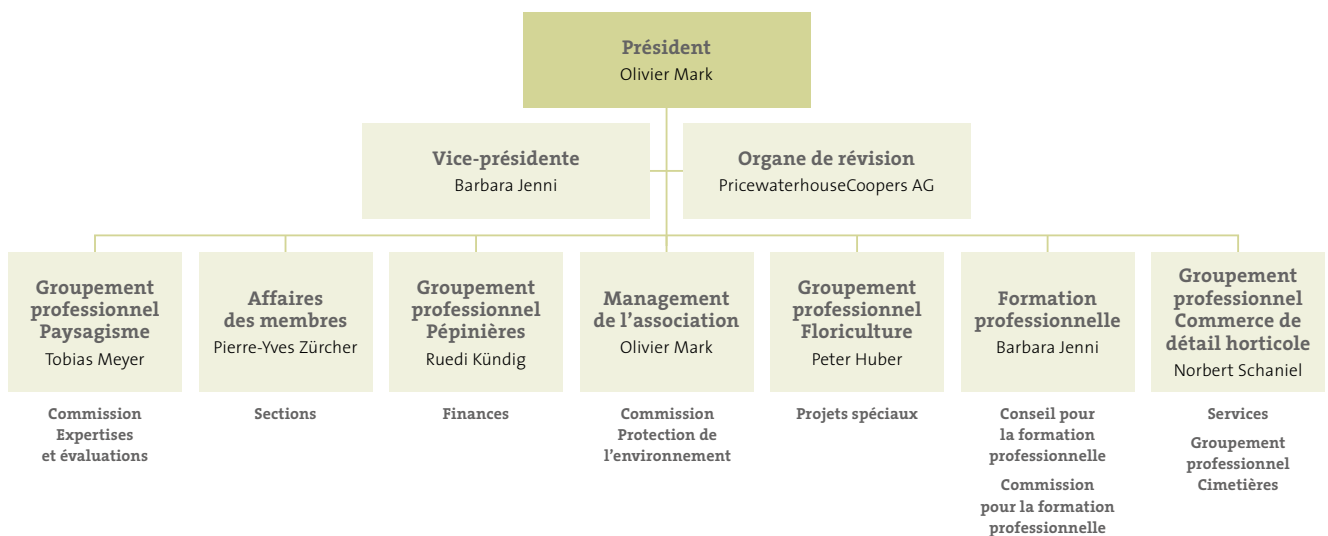 Président
Olivier Mark
Vice-présidente
Barbara Jenni
Organe de révision
PricewaterhouseCoopers AG
Groupement
professionnel
Paysagisme
Tobias Meyer
Commission
Expertises
et évaluations
Affaires
des membres
Pierre-Yves Zürcher
Sections
Groupement
professionnel
Pépinières
Ruedi Kündig
Finances
Management
de l’association
Olivier Mark
Commission
Protection de
l’environnement
Groupement
professionnel
Floriculture
Peter Huber
Projets spéciaux
Formation
professionnelle
Barbara Jenni
Conseil pour
la formation
professionnelle
Commission
pour la formation
professionnelle
Groupement
professionnel
Commerce de
détail horticole
Norbert Schaniel
Services
Groupement
professionnel
Cimetières